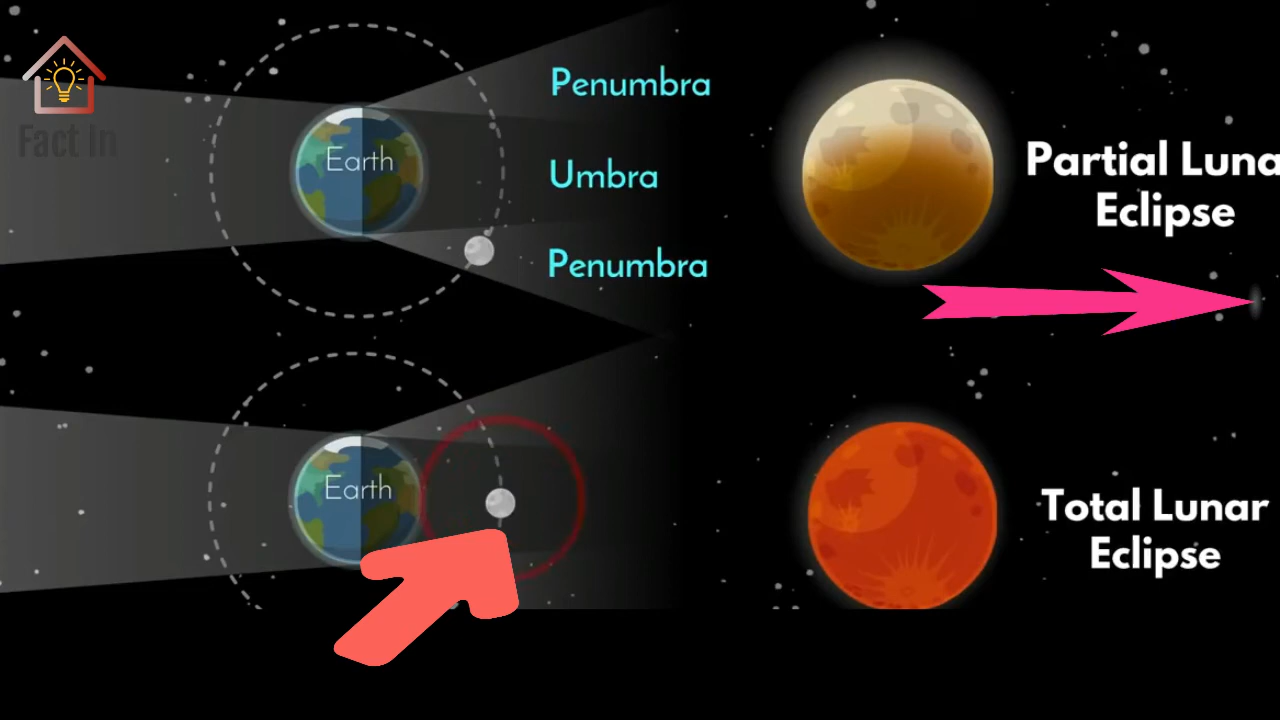 Fact In
Earth
Penumbra
Umbra
Penumbra
Partial Luna
Eclipse
Earth
Total Lunar
Eclipse